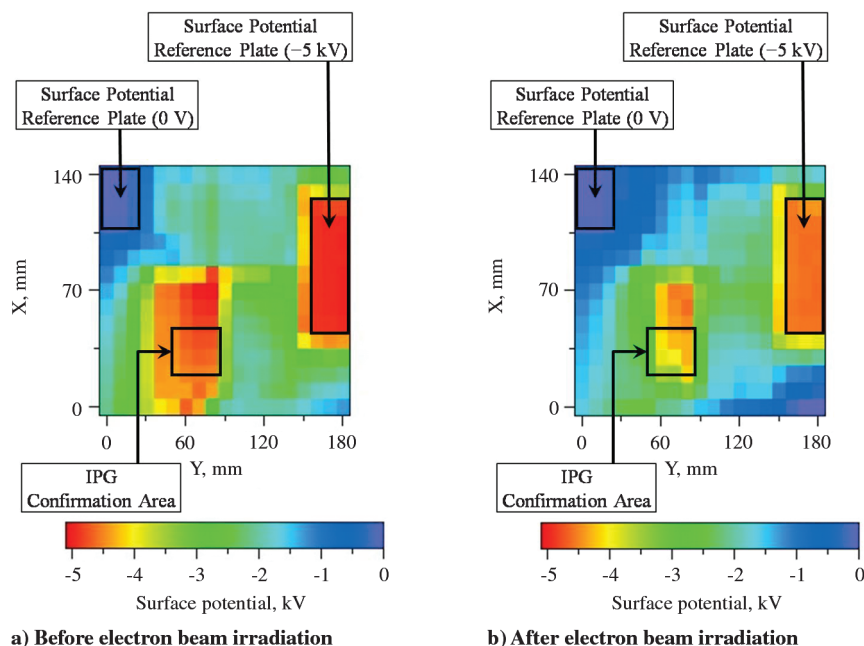 Surface Potential
Reference Plate (−5 kV)
Surface Potential
Reference Plate (0 V)
140
70
0
X, mm
0
60
120
180
Y, mm
IPG
Confirmation Area
-5
-4
-3
-2
-1
0
Surface potential, kV
a) Before electron beam irradiation
Surface Potential
Reference Plate (−5 kV)
Surface Potential
Reference Plate (0 V)
140
70
0
X, mm
0
60
120
180
Y, mm
IPG
Confirmation Area
-5
-4
-3
-2
-1
0
Surface potential, kV
b) After electron beam irradiation